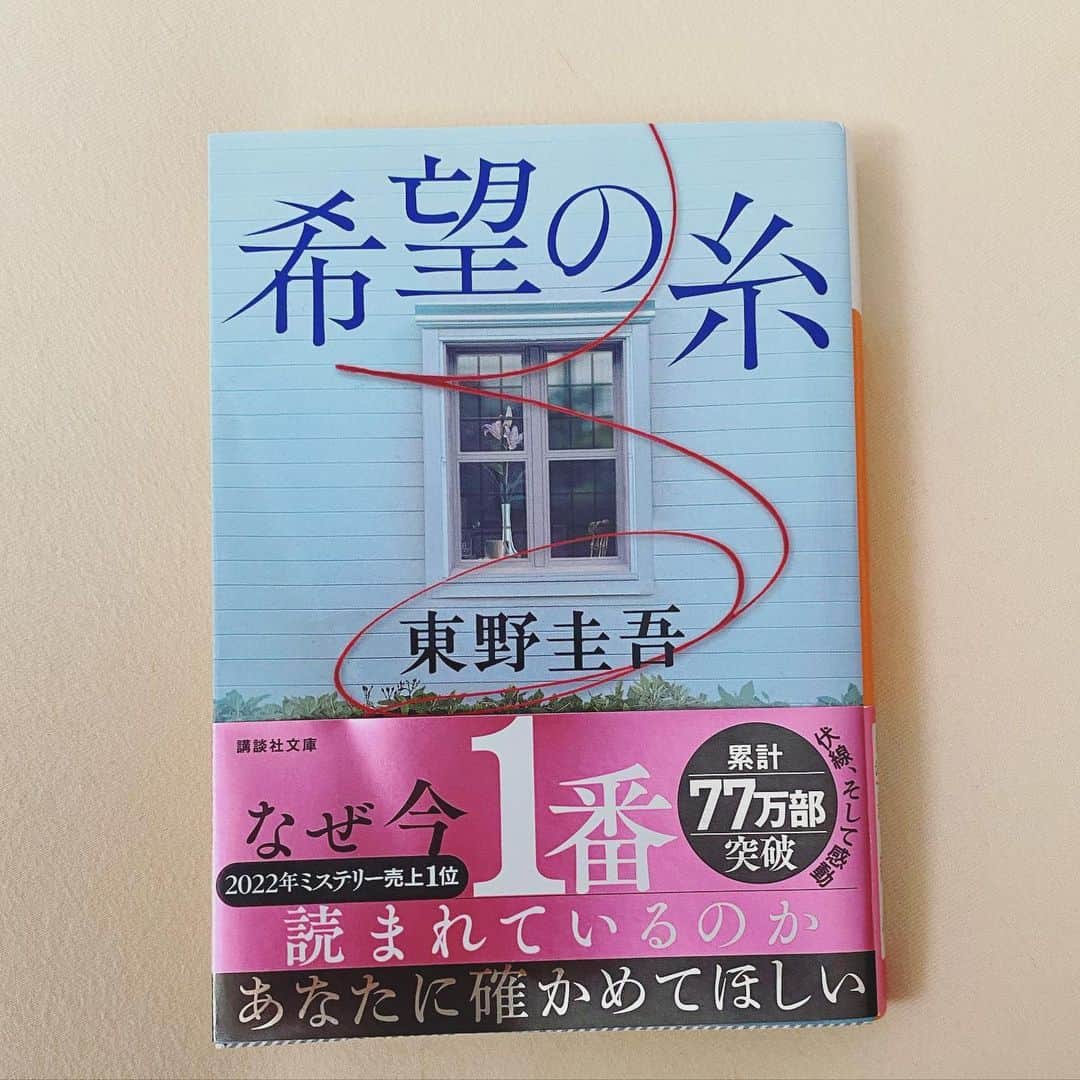 希望の糸
東野圭吾
講談社文庫
なぜ今1番
2022年ミステリー売上1位
読まれているのか
あなたに確かめてほしい
累計
77万部
突破
伏線、そして感動